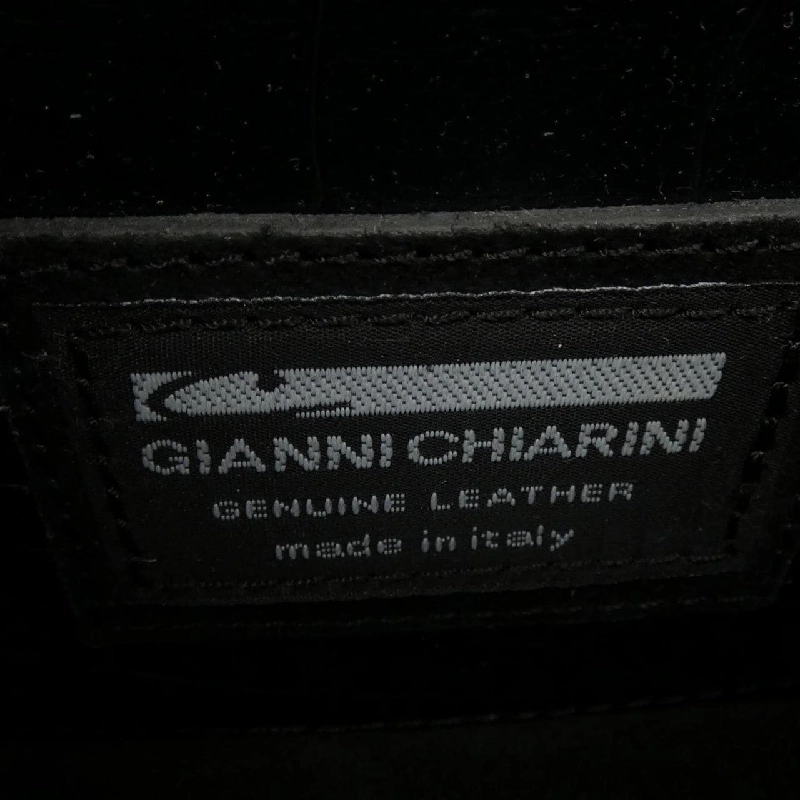 GIANNI CHIARINI
GENUINE LEATHER
made in italy